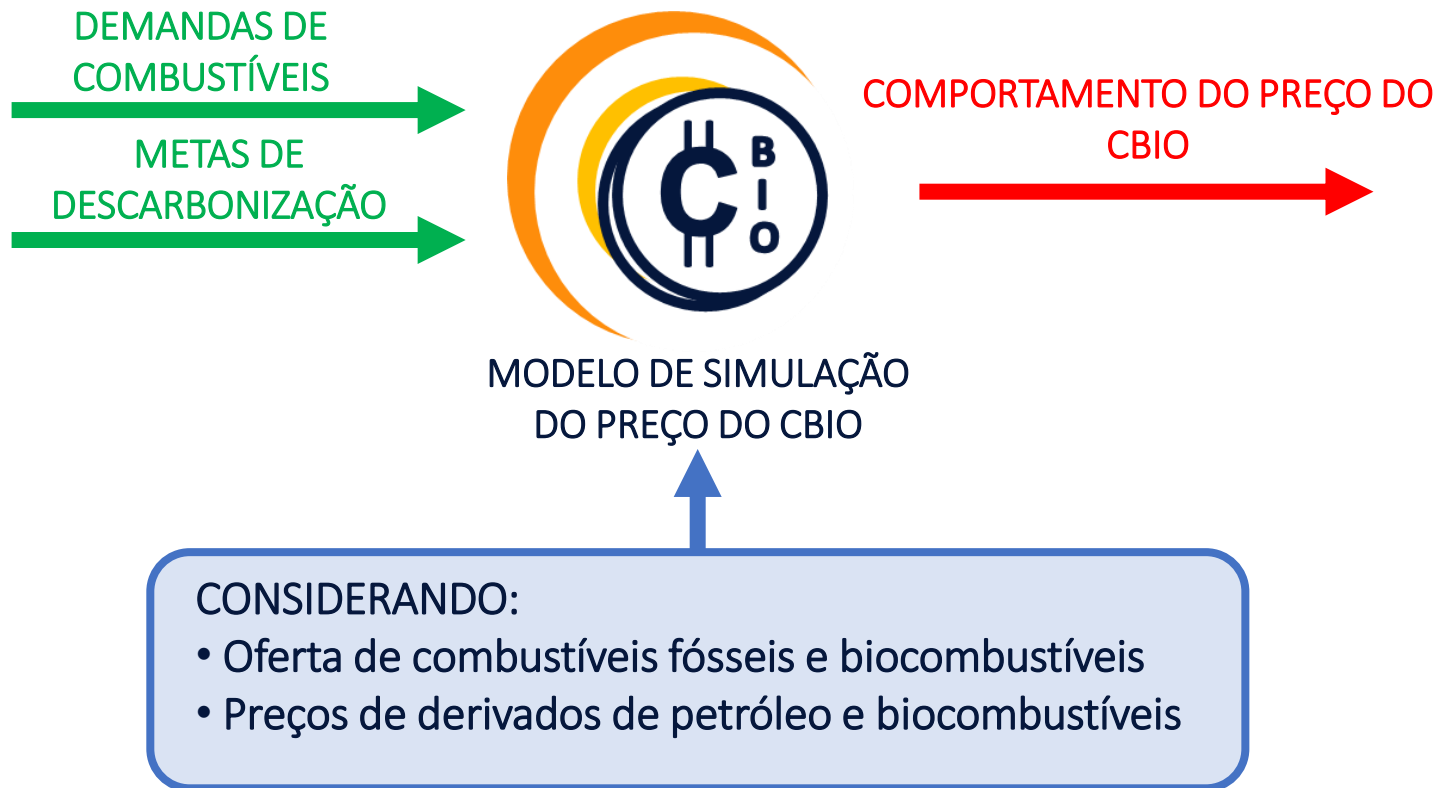 DEMANDAS DE
COMBUSTÍVEIS
METAS DE
DESCARBONIZAÇÃO
C BIO
COMPORTAMENTO DO PREÇO DO
CBIO
MODELO DE SIMULAÇÃO
DO PREÇO DO CBIO
CONSIDERANDO:
• Oferta de combustíveis fósseis e biocombustíveis
• Preços de derivados de petróleo e biocombustíveis